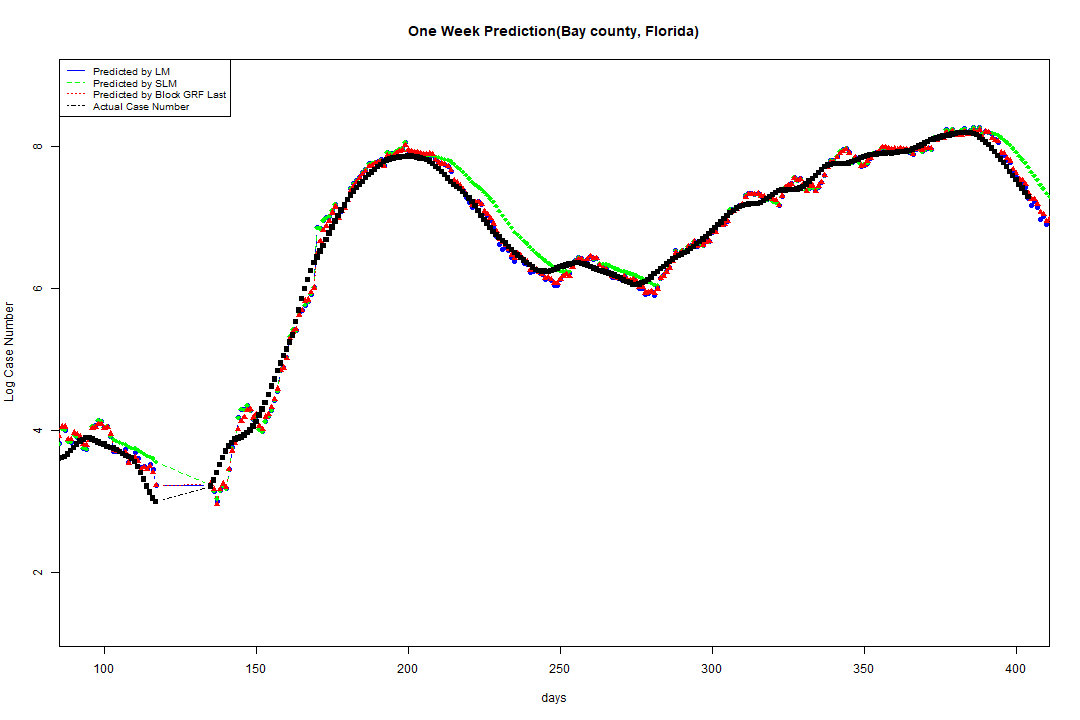 One Week Prediction(Bay county, Florida)
Predicted by LM
Predicted by SLM
Predicted by Block GRF Last
Actual Case Number
8
6
4
2
Log Case Number
100 150 200 250 300 350 400
days